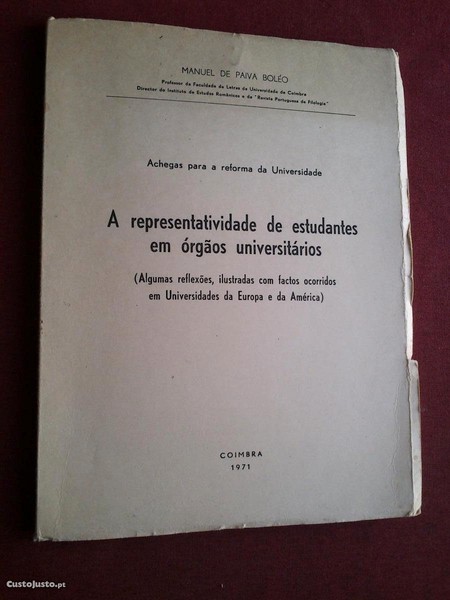 MANUEL DE PAIVA BOLÉO
Professor da Faculdade de Letras da Universidade de Coimbra
Director do Instituto de Estudos Românicos e da "Revista Portuguesa de Filologia"
Achegas para a reforma da Universidade
A representatividade de estudantes
em órgãos universitários
(Algumas reflexões, ilustradas com factos ocorridos
em Universidades da Europa e da América)
COIMBRA
1971
CustoJusto.pt